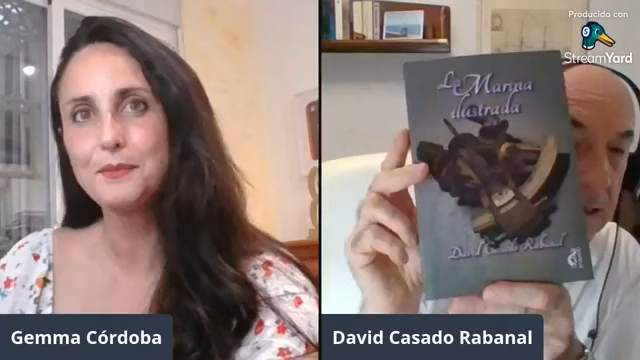 Producido con
StreamYard
La Marina
ilustrada
David Casado Rabanal
Gemma Córdoba
David Casado Rabanal